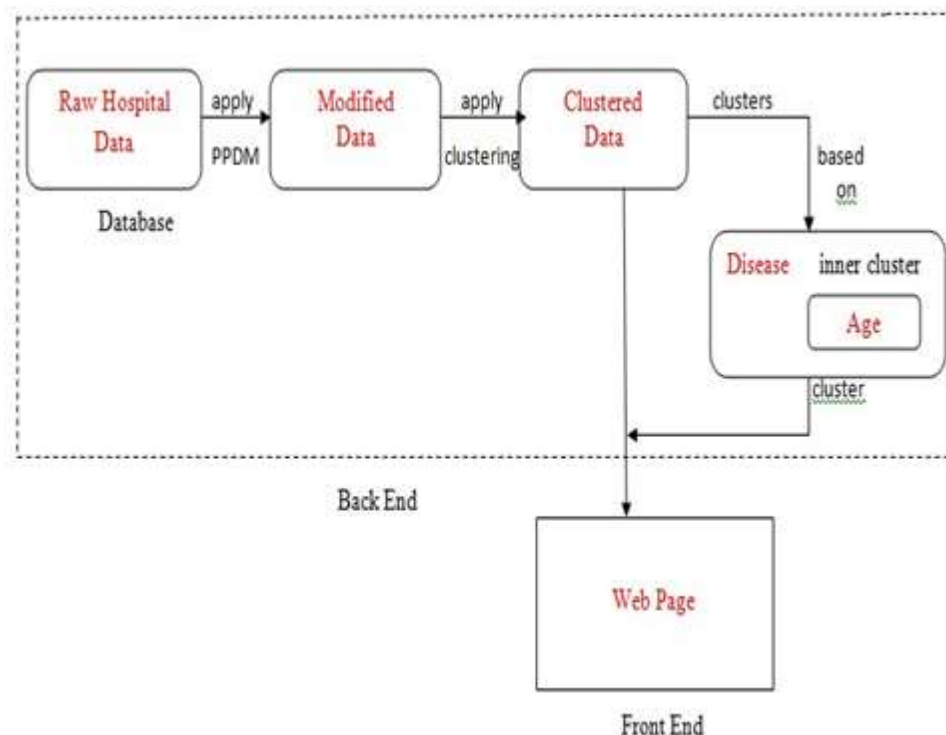 Raw Hospital
Data
apply
PPDM
Modified
Data
apply
clustering
Clustered
Data
clusters
based
on
Database
Disease
inner cluster
Age
cluster
Back End
Web Page
Front End